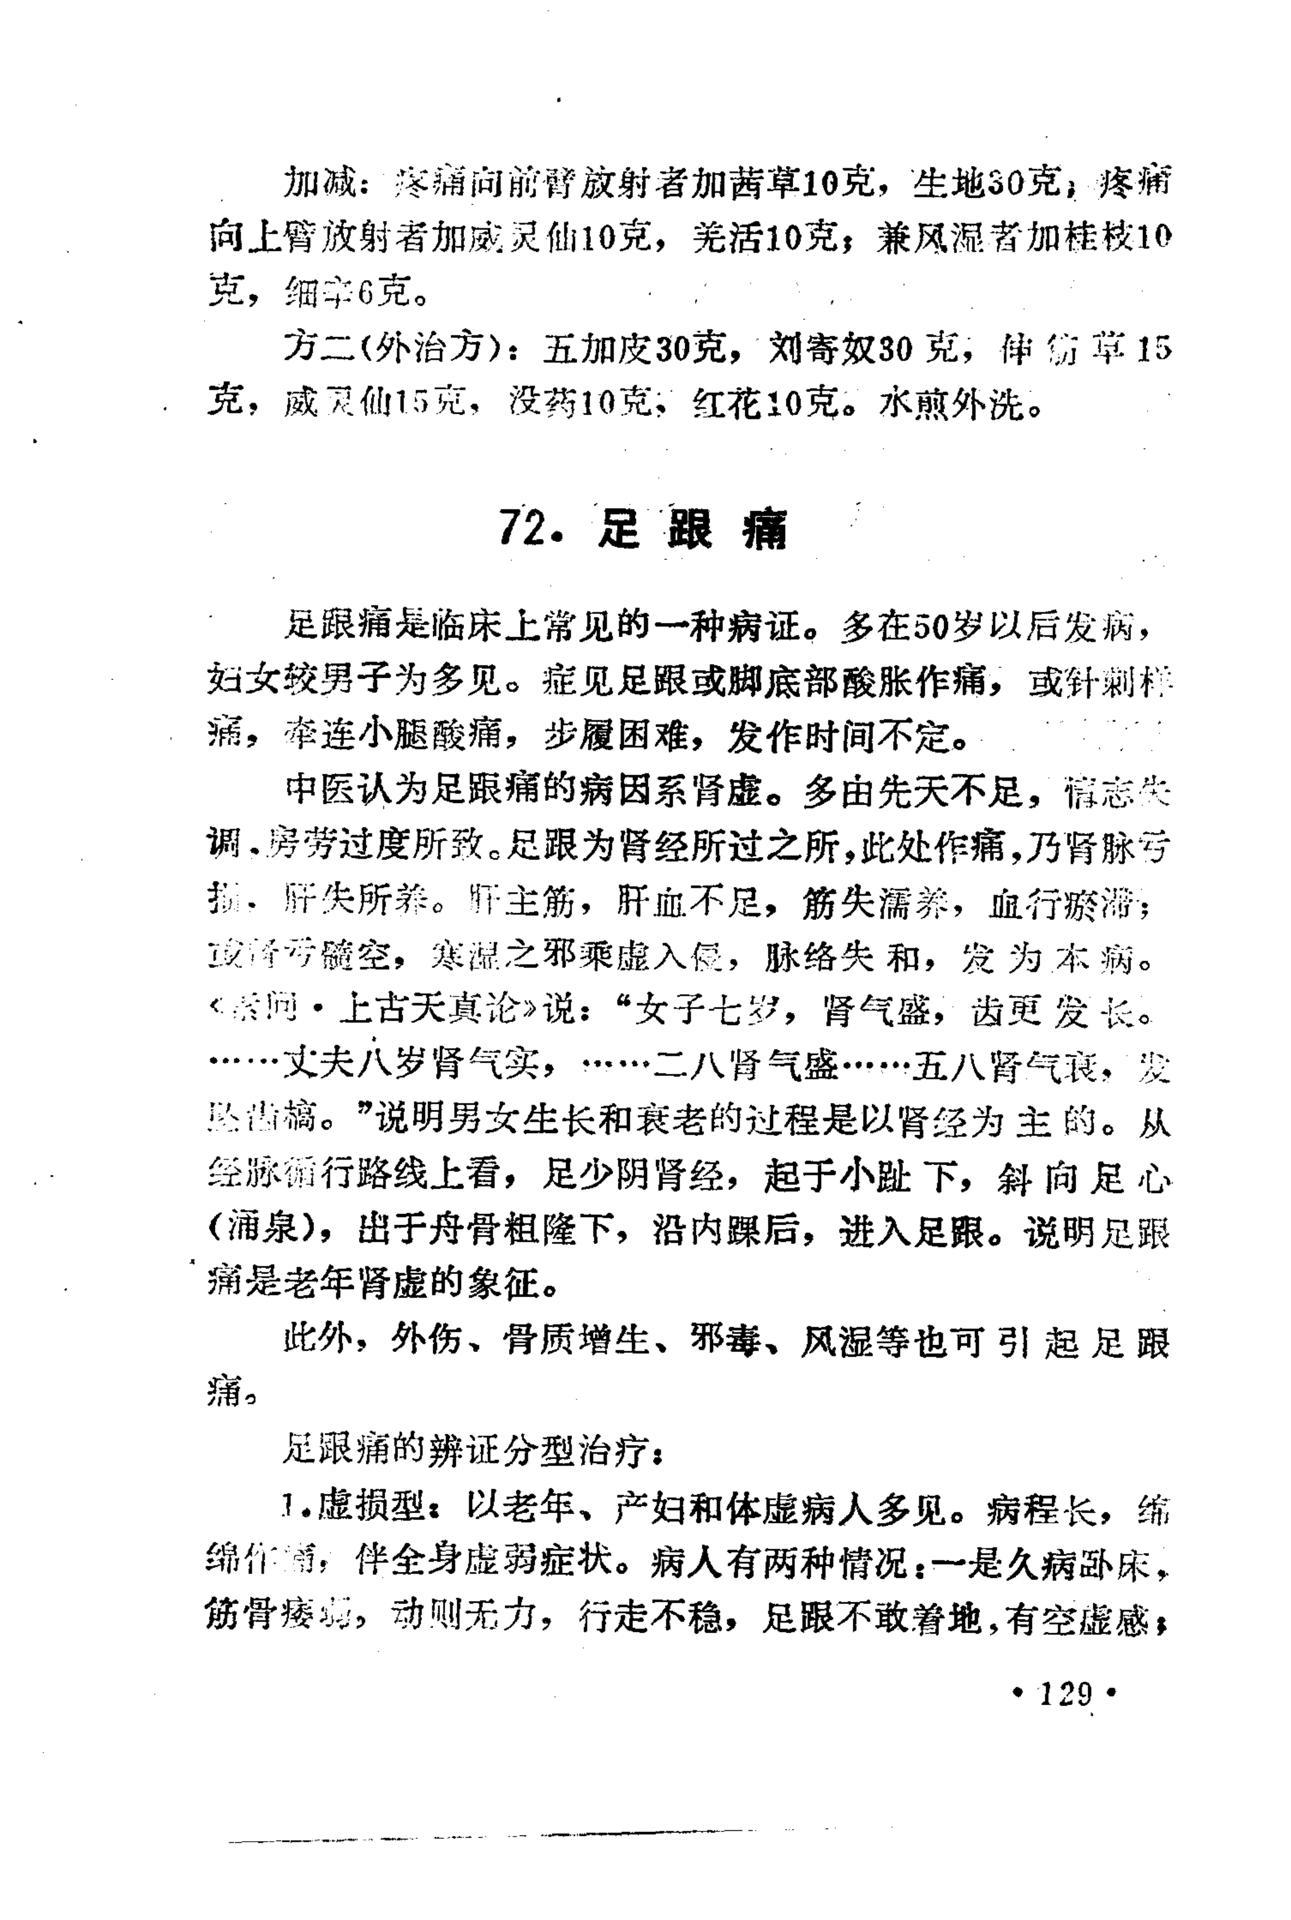 加减：疼痛向前臂放射者加茜草10克，生地30克；疼痛
向上臂放射者加威灵仙10克，羌活10克；兼风湿者加桂枝10
克，细辛6克。
方二(外治方)：五加皮30克，刘寄奴30克，伸筋草15
克，威灵仙15克，没药10克，红花10克。水煎外洗。
72．足跟痛
足跟痛是临床上常见的一种病证。多在50岁以后发病，
妇女较男子为多见。症见足跟或脚底部酸胀作痛，或针刺样
痛，牵连小腿酸痛，步履困难，发作时间不定。
中医认为足跟痛的病因系肾虚。多由先天不足，情志失
调、房劳过度所致。足跟为肾经所过之所，此处作痛，乃肾脉亏
损、肝失所养。肝主筋，肝血不足，筋失濡养，血行瘀滞；
或肾亏髓空，寒湿之邪乘虚入侵，脉络失和，发为本病。
《素问·上古天真论》说：“女子七岁，肾气盛，齿更发长。
……丈夫八岁肾气实，……二八肾气盛……五八肾气衰，发
坠齿槁。”说明男女生长和衰老的过程是以肾经为主的。从
经脉循行路线上看，足少阴肾经，起于小趾下，斜向足心
(涌泉)，出于舟骨粗隆下，沿内踝后，进入足跟。说明足跟
痛是老年肾虚的象征。
此外，外伤、骨质增生、邪毒、风湿等也可引起足跟
痛。
足跟痛的辨证分型治疗：
1．虚损型：以老年、产妇和体虚病人多见。病程长，绵
绵作痛，伴全身虚弱症状。病人有两种情况：一是久病卧床，
筋骨痿弱，动则无力，行走不稳，足跟不敢着地，有空虚感；
·129·